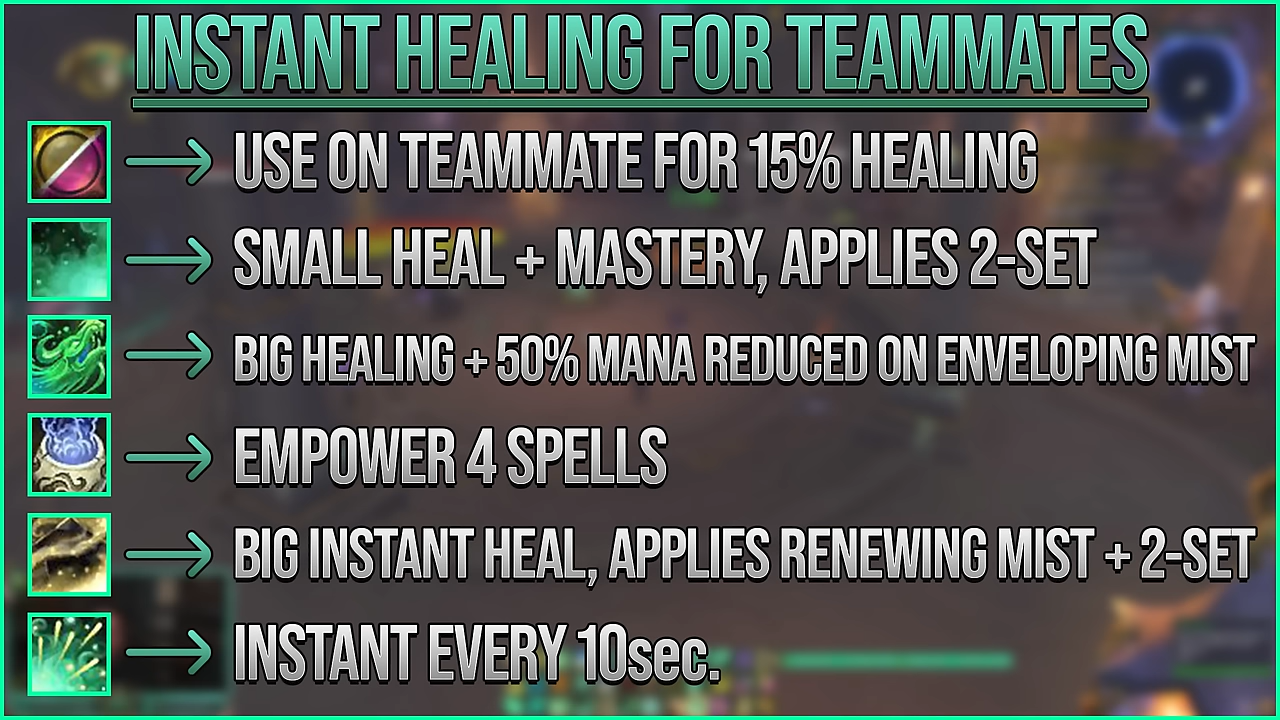 INSTANT HEALING FOR TEAMMATES
USE ON TEAMMATE FOR 15% HEALING
SMALL HEAL + MASTERY, APPLIES 2-SET
BIG HEALING + 50% MANA REDUCED ON ENVELOPING MIST
EMPOWER 4 SPELLS
BIG INSTANT HEAL, APPLIES RENEWING MIST + 2-SET
INSTANT EVERY 10sec.